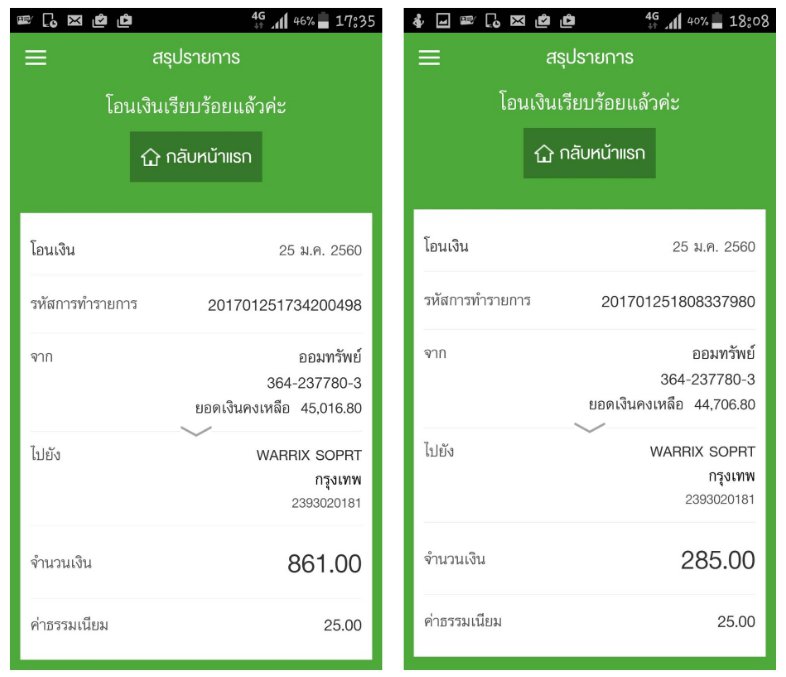 4G 46% 17:35
สรุปรายการ
โอนเงินเรียบร้อยแล้วค่ะ
กลับหน้าแรก
โอนเงิน 25 ม.ค. 2560
รหัสการทำรายการ 201701251734200498
จาก ออมทรัพย์
364-237780-3
ยอดเงินคงเหลือ 45,016.80
ไปยัง WARRIX SOPRT
กรุงเทพ
2393020181
จำนวนเงิน 861.00
ค่าธรรมเนียม 25.00
4G 40% 18:08
สรุปรายการ
โอนเงินเรียบร้อยแล้วค่ะ
กลับหน้าแรก
โอนเงิน 25 ม.ค. 2560
รหัสการทำรายการ 201701251808337980
จาก ออมทรัพย์
364-237780-3
ยอดเงินคงเหลือ 44,706.80
ไปยัง WARRIX SOPRT
กรุงเทพ
2393020181
จำนวนเงิน 285.00
ค่าธรรมเนียม 25.00